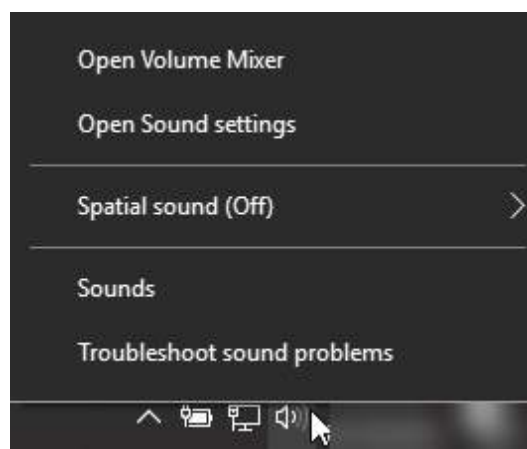 Open Volume Mixer
Open Sound settings
Spatial sound (Off)
Sounds
Troubleshoot sound problems